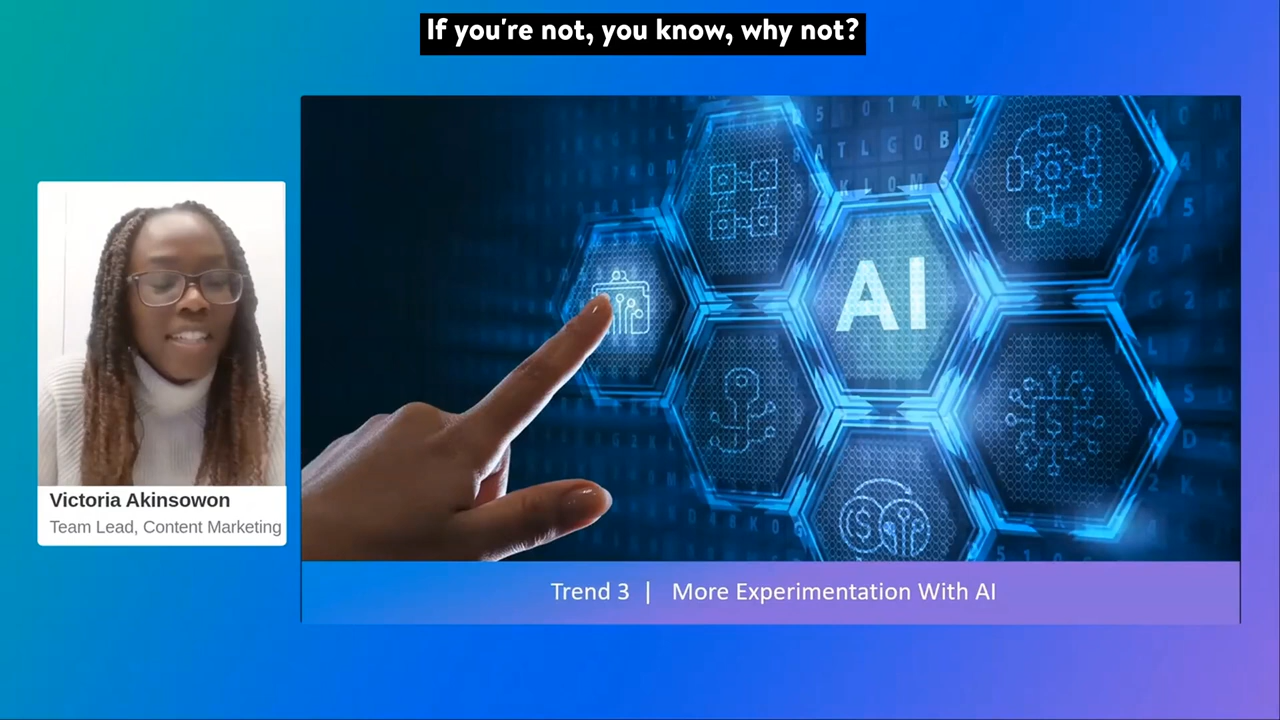 If you're not, you know, why not?
AI
Victoria Akinsowon
Team Lead, Content Marketing
Trend 3 | More Experimentation With AI